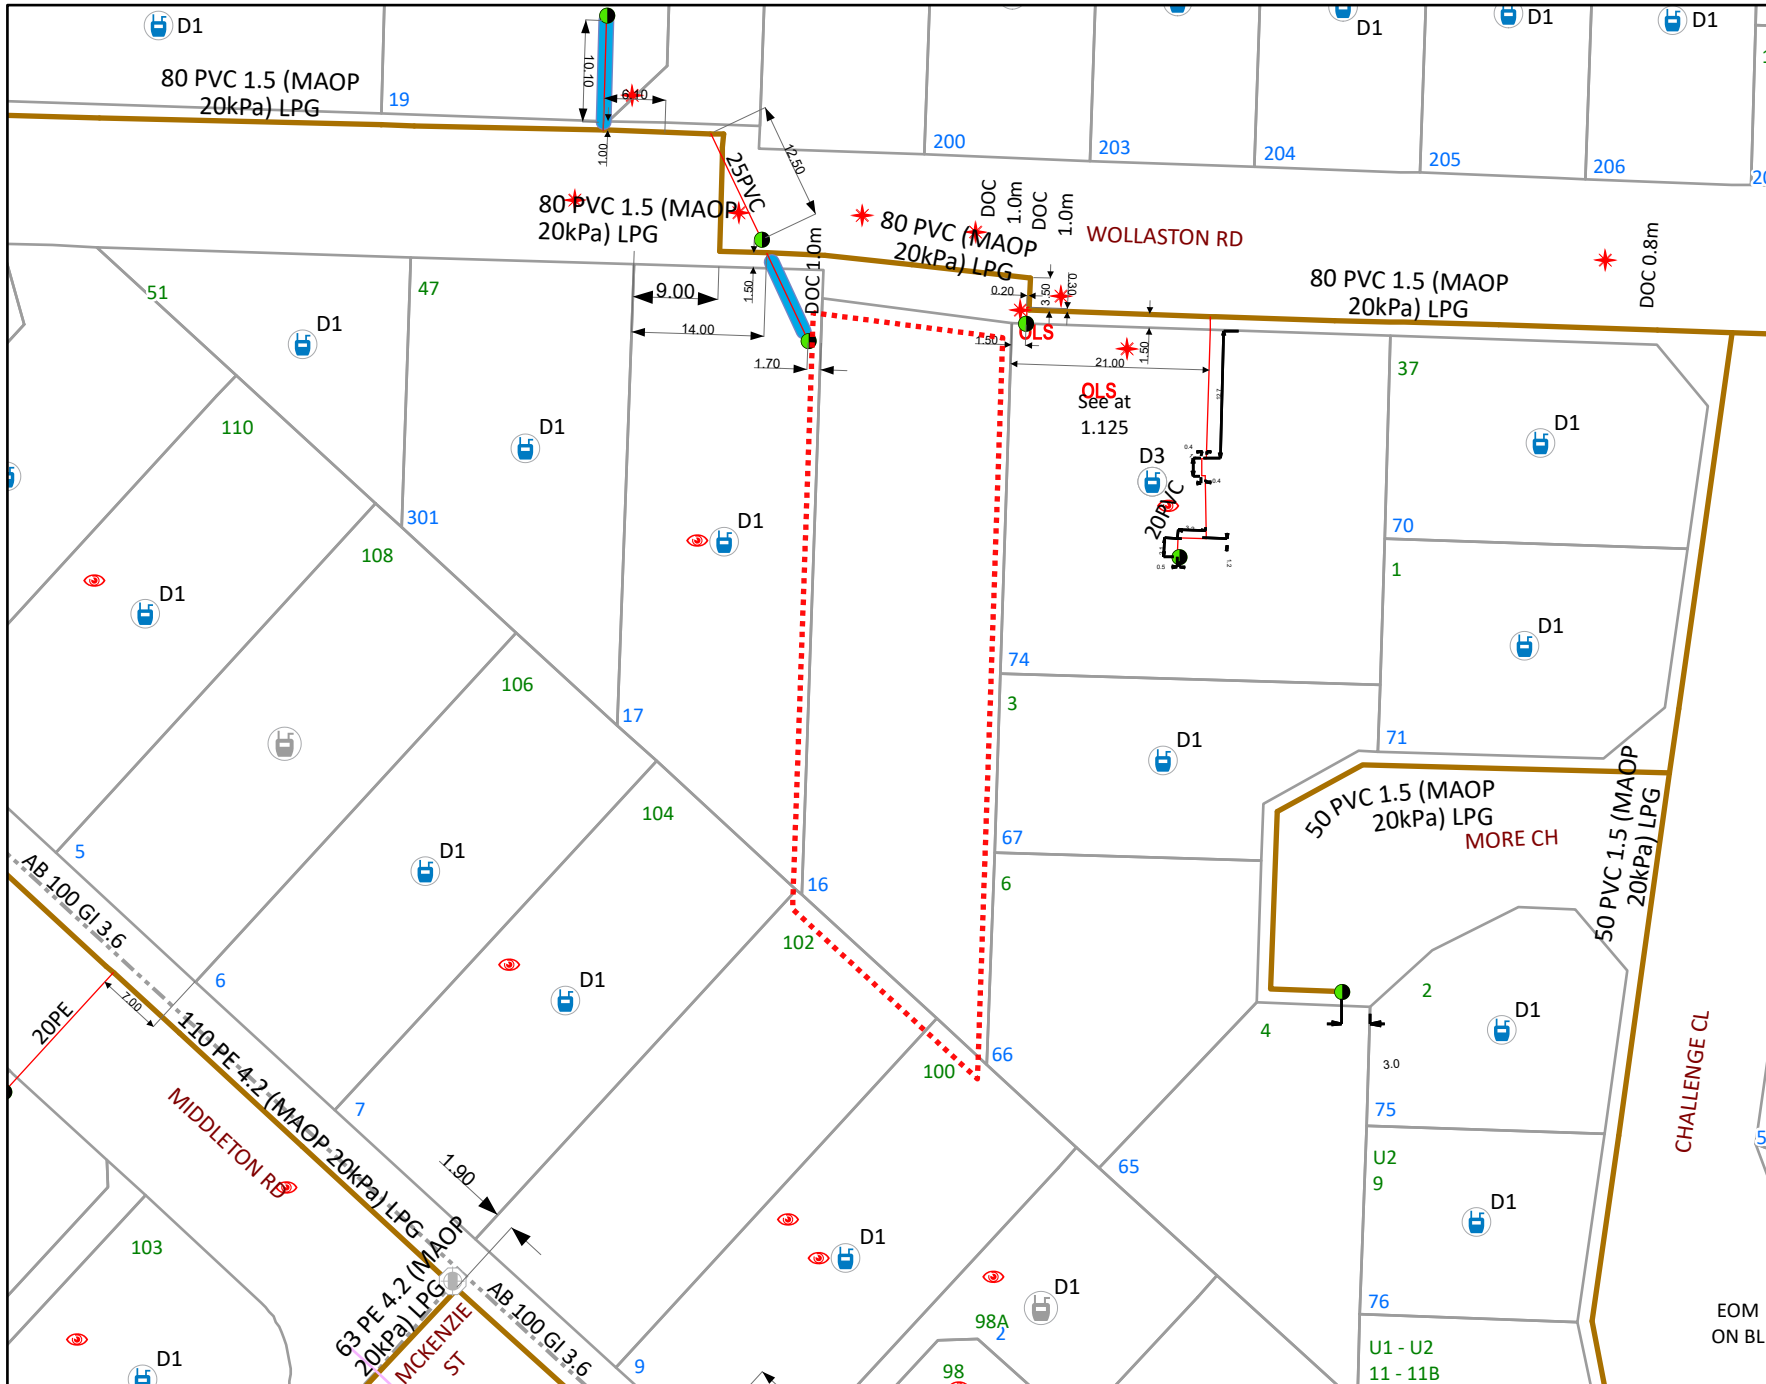 D1
D1
D1
D1
80 PVC 1.5 (MAOP
20kPa) LPG
19
10.10
6.10
1.00
25PVC
12.50
200
203
204
205
206
80 PVC 1.5 (MAOP
20kPa) LPG
DOC
1.0m
DOC
1.0m
80 PVC (MAOP
20kPa) LPG
WOLLASTON RD
DOC 0.8m
80 PVC 1.5 (MAOP
20kPa) LPG
51
47
9.00
1.50
DOC 1.0m
14.00
1.70
0.20
3.50
0.30
OLS
1.50
1.50
21.00
OLS
See at
1.125
37
D1
D1
110
D1
D3
20PVC
0.4
0.4
0.5
1.2
D1
301
108
D1
D1
70
1
D1
106
17
74
3
71
D1
104
50 PVC 1.5 (MAOP
20kPa) LPG
MORE CH
50 PVC 1.5 (MAOP
20kPa) LPG
67
5
D1
16
6
AB 100 GI 3.6
102
6
D1
2
D1
7.00
20PE
110 PE 4.2 (MAOP 20kPa) LPG
4
3.0
66
100
CHALLENGE CL
MIDDLETON RD
7
75
65
U2
9
1.90
D1
103
D1
63 PE 4.2 (MAOP
20kPa) LPG
AB 100 GI 3.6
MCKENZIE
ST
D1
98A
2
76
EOM
ON BL
D1
9
98
U1 - U2
11 - 11B